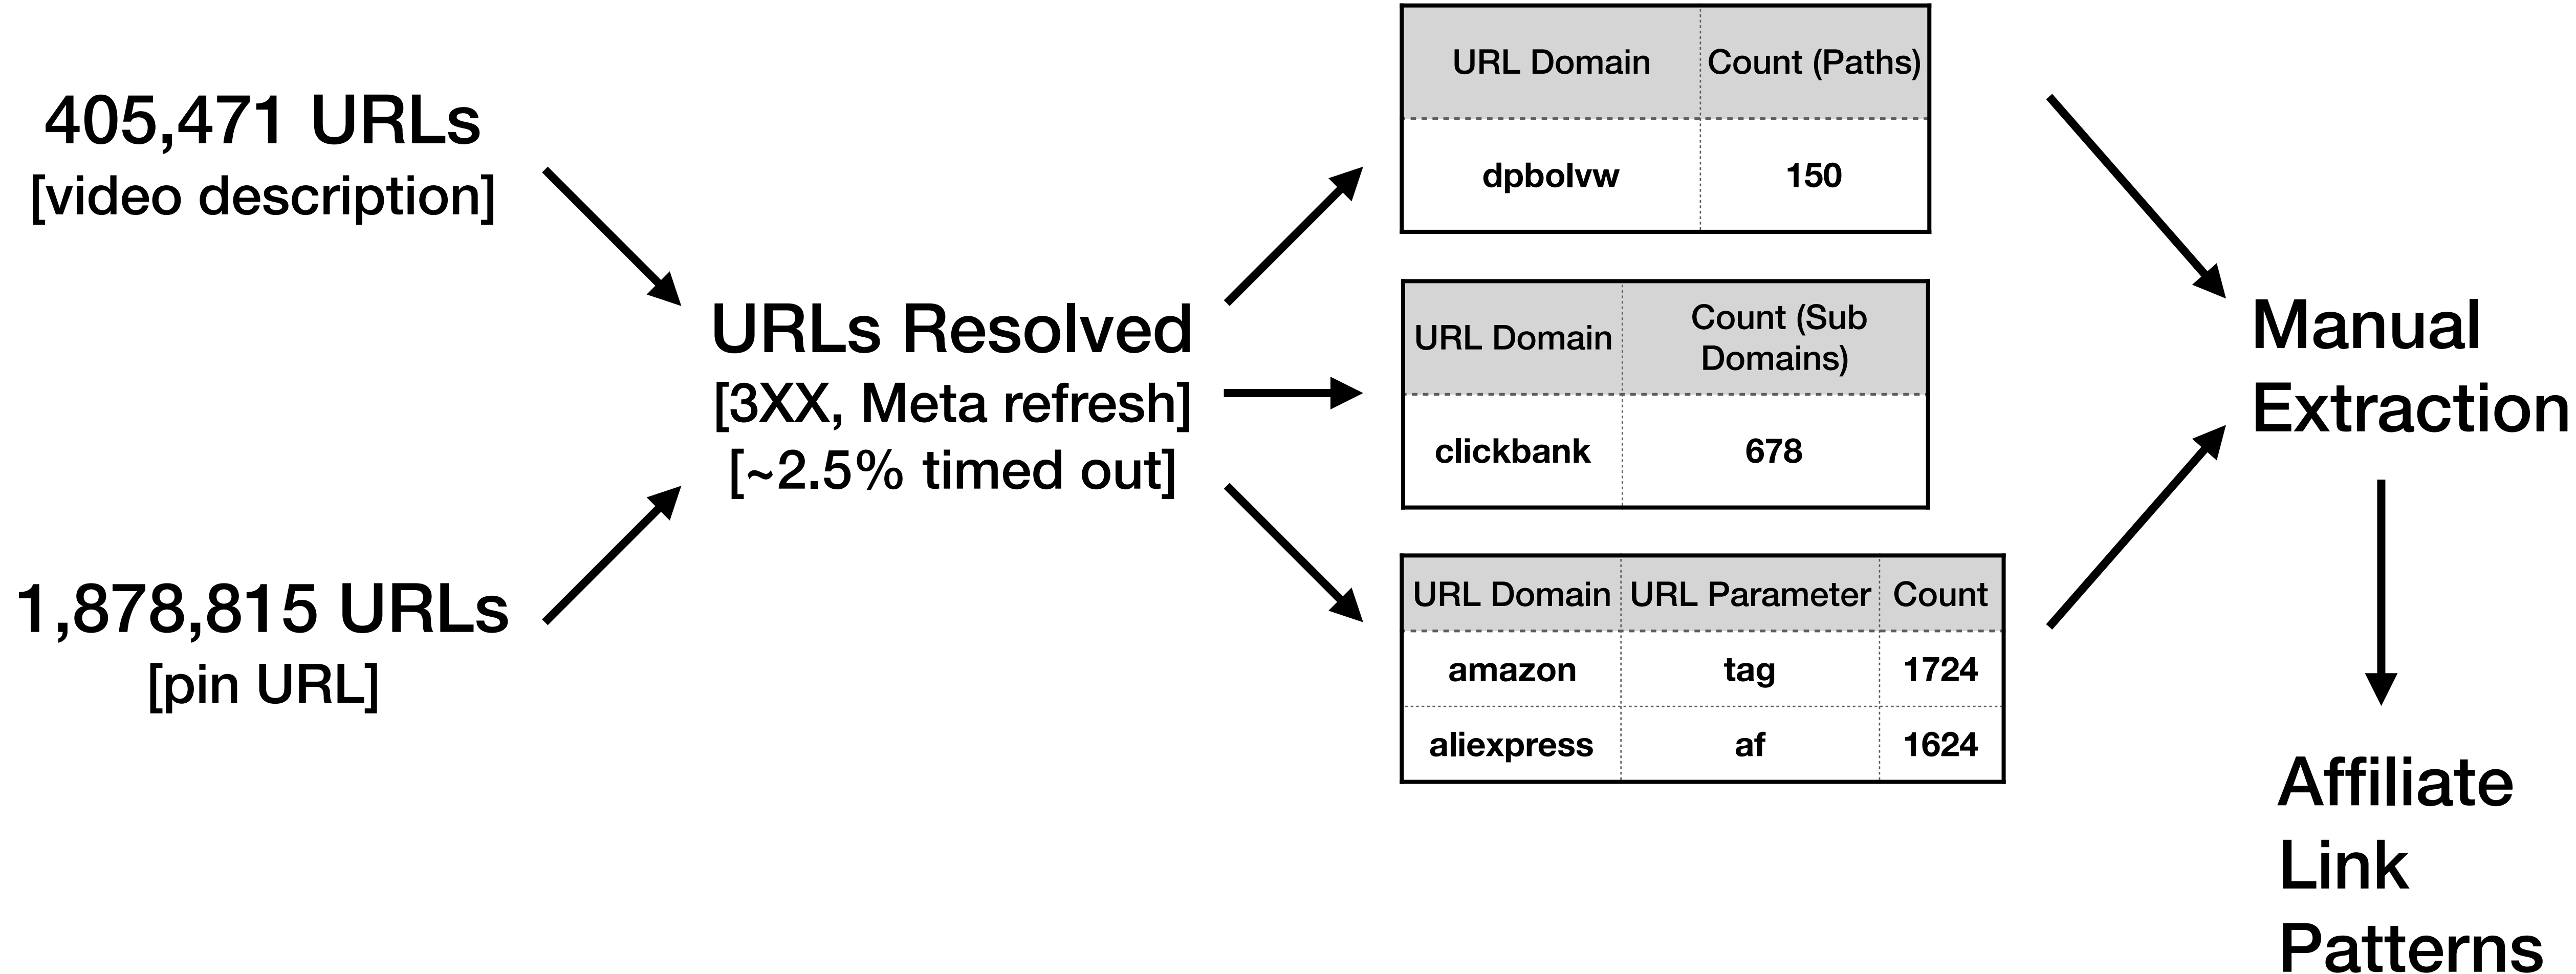 405,471 URLs
[video description]
1,878,815 URLs
[pin URL]
URLs Resolved
[3XX, Meta refresh]
[~2.5% timed out]
URL Domain Count (Paths)
dpbolvw 150
URL Domain Count (Sub
Domains)
clickbank 678
URL Domain URL Parameter Count
amazon tag 1724
aliexpress af 1624
Manual
Extraction
Affiliate
Link
Patterns